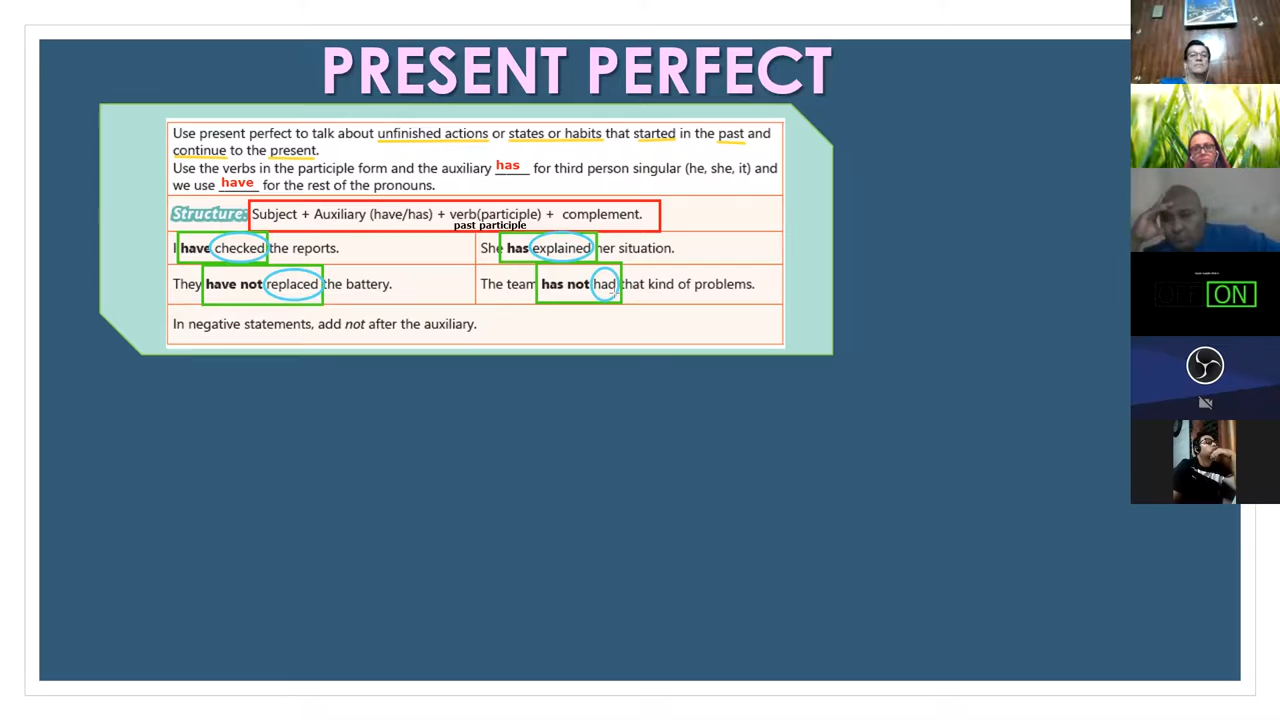 PRESENT PERFECT
Use present perfect to talk about unfinished actions or states or habits that started in the past and
continue to the present.
Use the verbs in the participle form and the auxiliary has for third person singular (he, she, it) and
we use have for the rest of the pronouns.
Structure: Subject + Auxiliary (have/has) + verb(participle) + complement.
past participle
I have checked the reports.
She has explained her situation.
They have not replaced the battery.
The team has not had that kind of problems.
In negative statements, add not after the auxiliary.
OFF ON